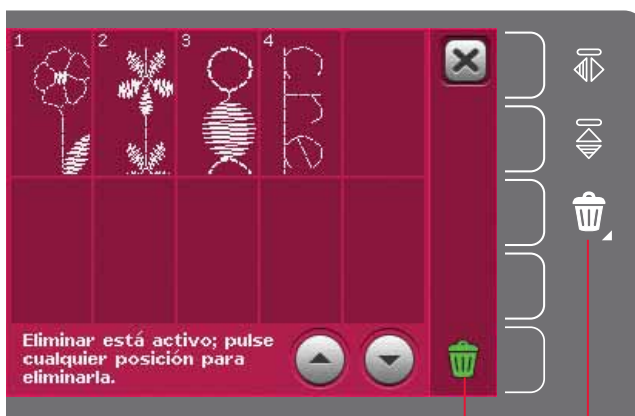 1 2 3 4
Eliminar está activo; pulse
cualquier posición para
eliminarla.